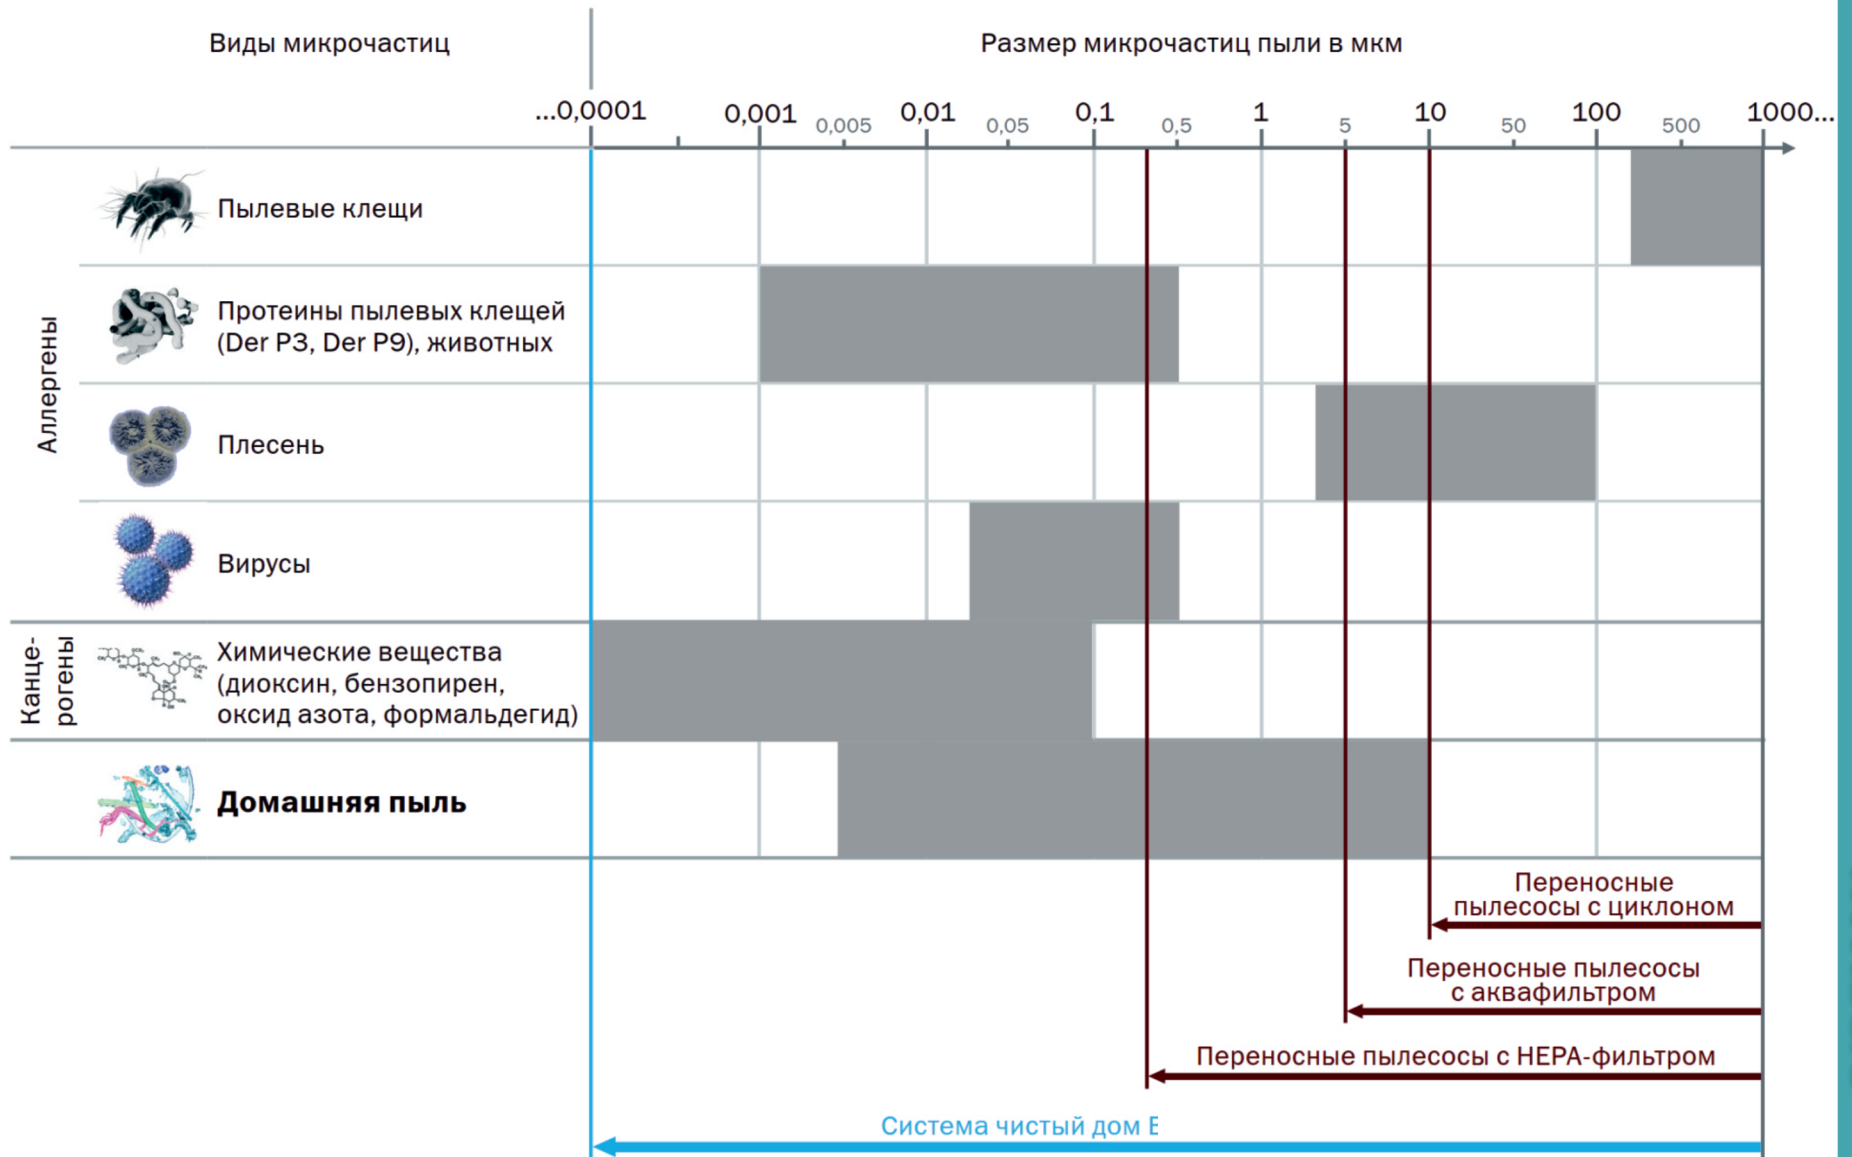 Виды микрочастиц
Размер микрочастиц пыли в мкм
...0,0001 0,001 0,005 0,01 0,05 0,1 0,5 1 5 10 50 100 500 1000...
Аллергены
Пылевые клещи
Протеины пылевых клещей
(Der P3, Der P9), животных
Плесень
Вирусы
Канце-
рогены
Химические вещества
(диоксин, бензопирен,
оксид азота, формальдегид)
Домашняя пыль
Переносные
пылесосы с циклоном
Переносные пылесосы
с аквафильтром
Переносные пылесосы с HEPA-фильтром
Система чистый дом